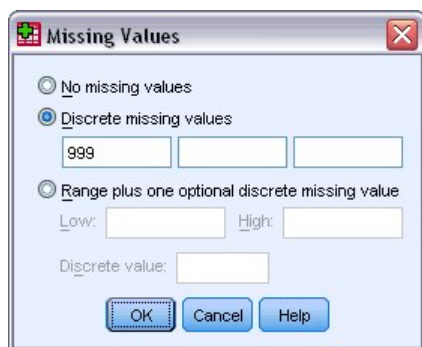 Missing Values
No missing values
Discrete missing values
999
Range plus one optional discrete missing value
Low: High:
Discrete value:
OK Cancel Help